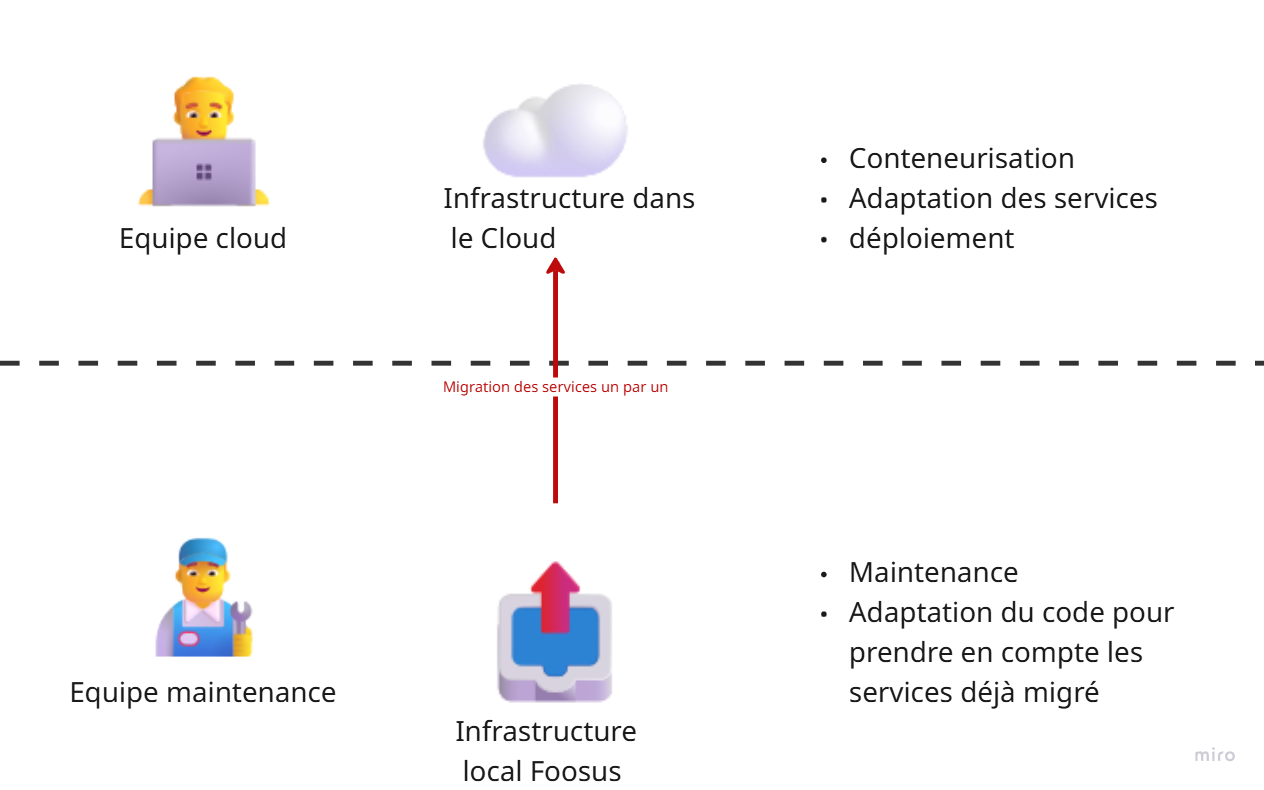 Equipe cloud
Infrastructure dans
le Cloud
• Conteneurisation
• Adaptation des services
• déploiement
Migration des services un par un
Equipe maintenance
Infrastructure
local Foosus
• Maintenance
• Adaptation du code pour
prendre en compte les
services déjà migré
miro